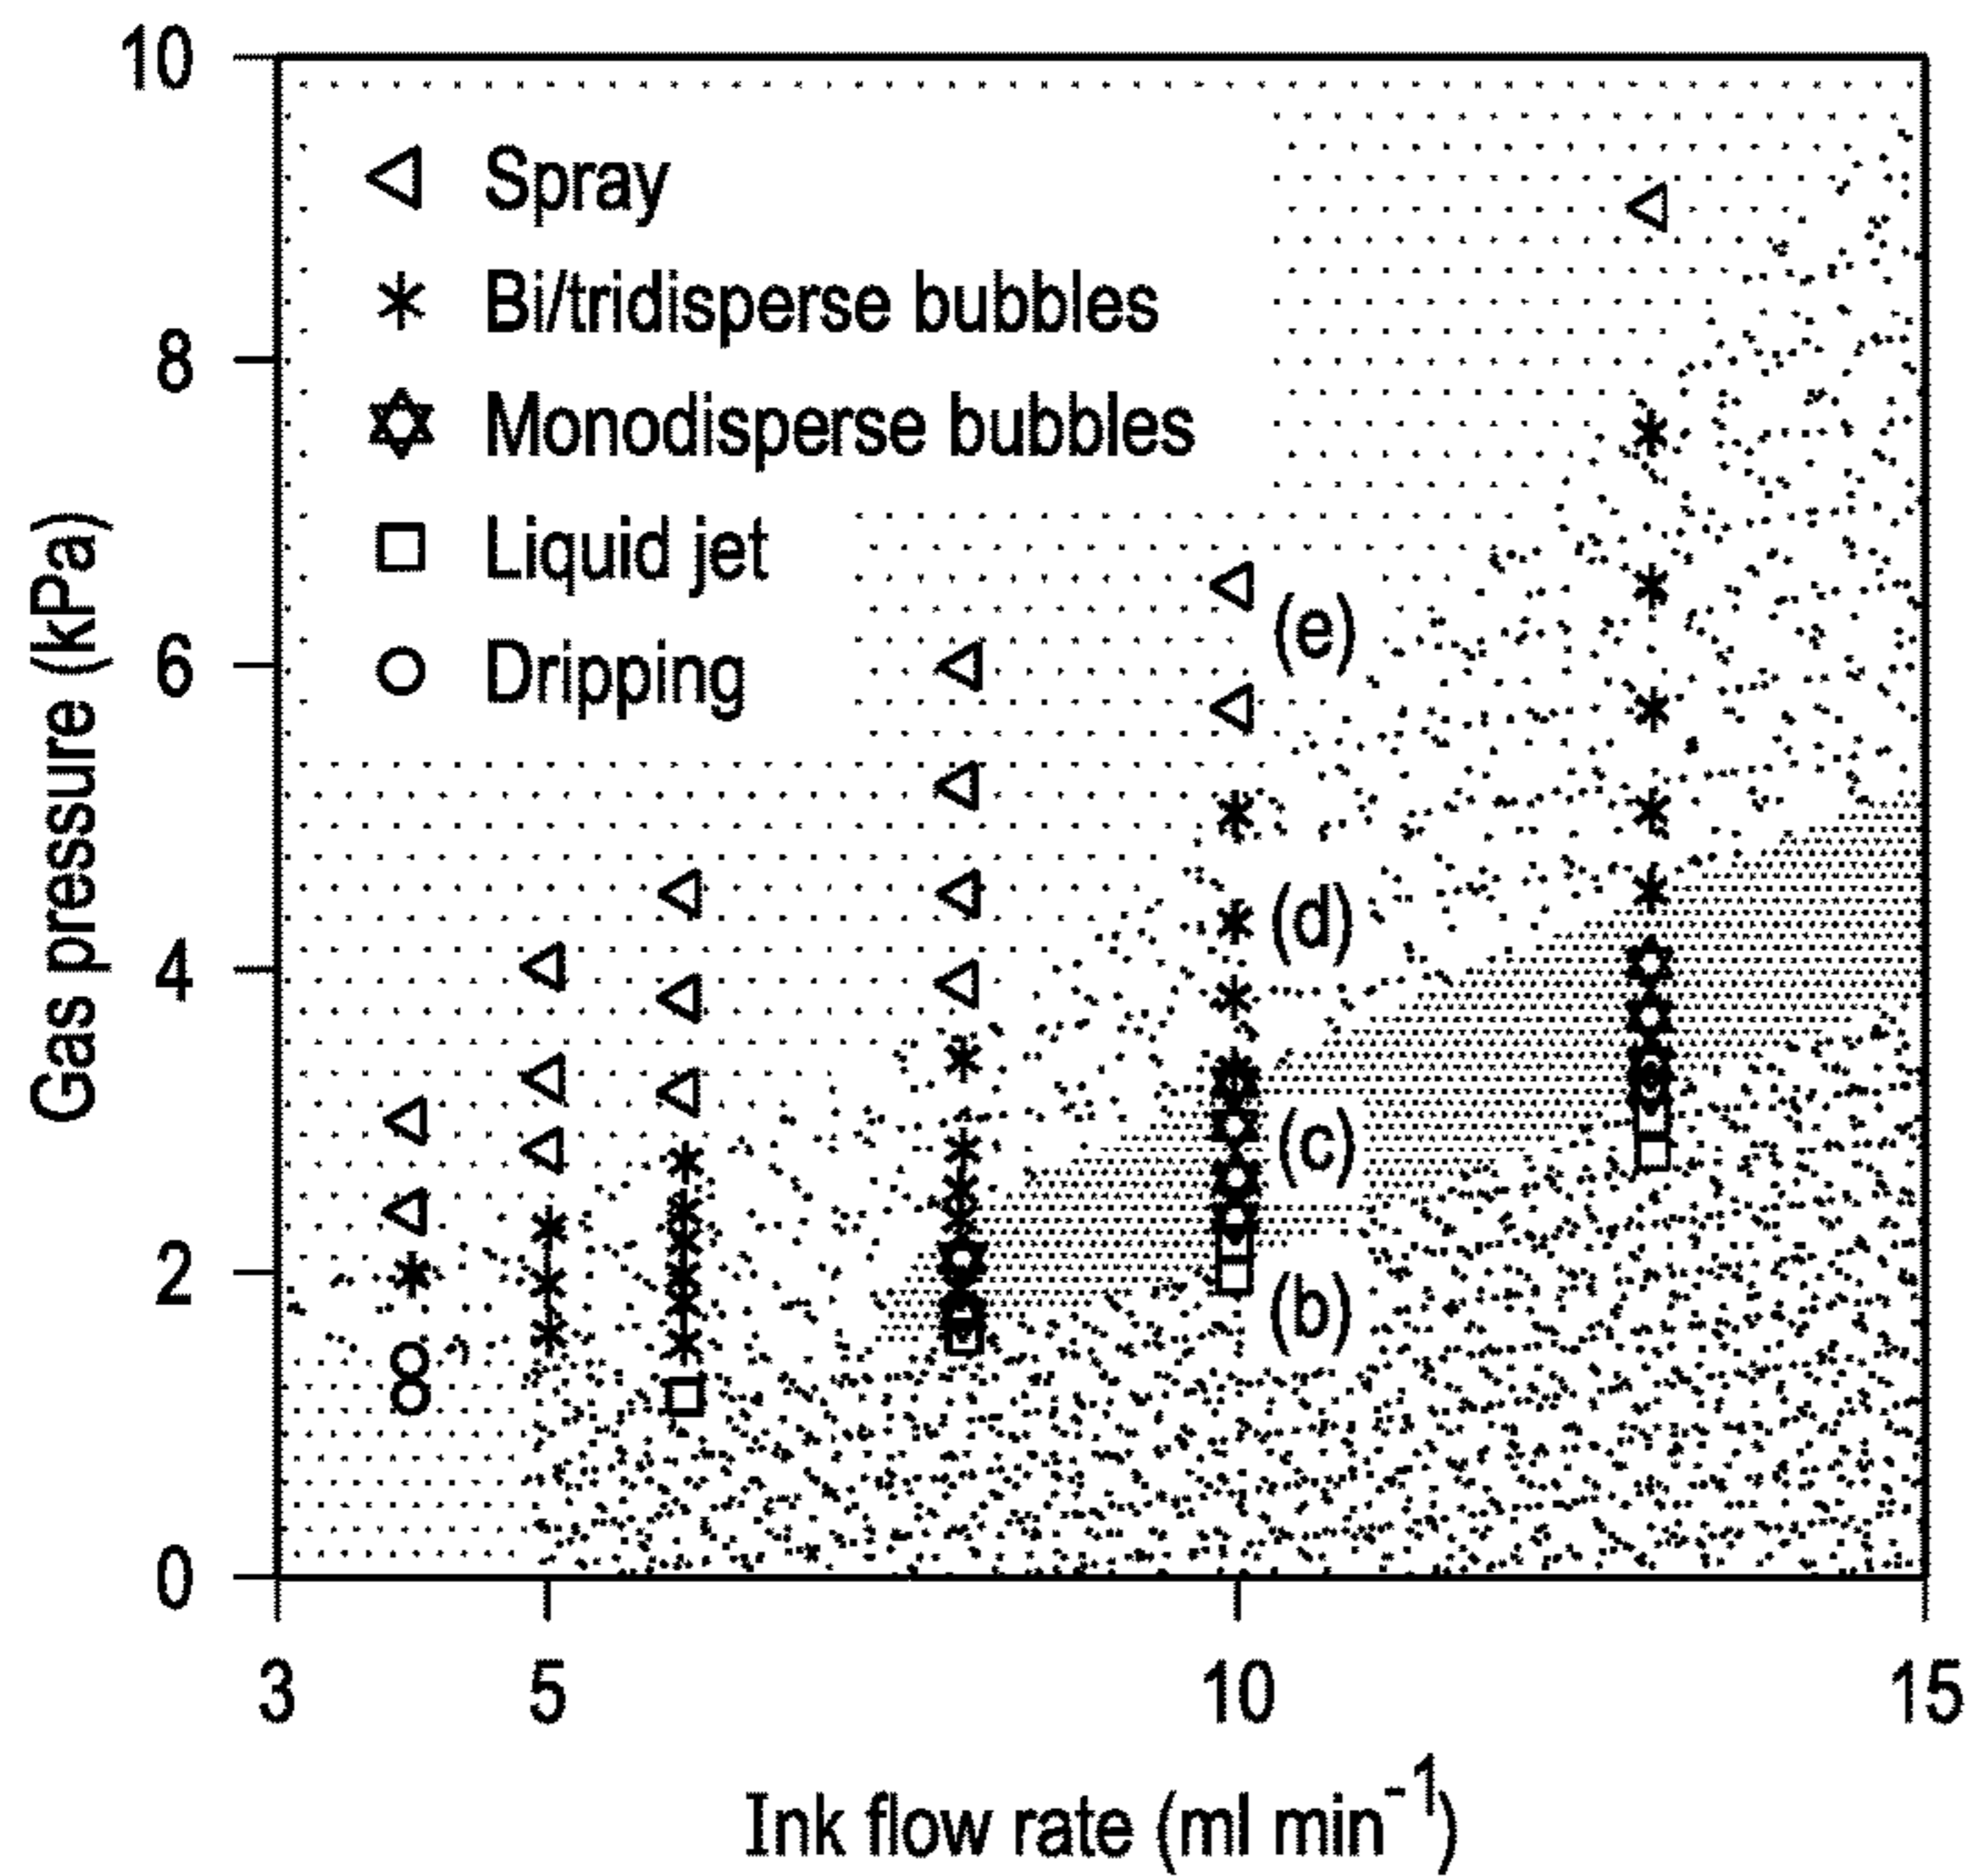 10
Spray
Bi/tridisperse bubbles
8
Monodisperse bubbles
Liquid jet
(e)
6
Dripping
Gas pressure (kPa)
(d)
4
(c)
2
(b)
0
3 5 10 15
Ink flow rate (ml min⁻¹)